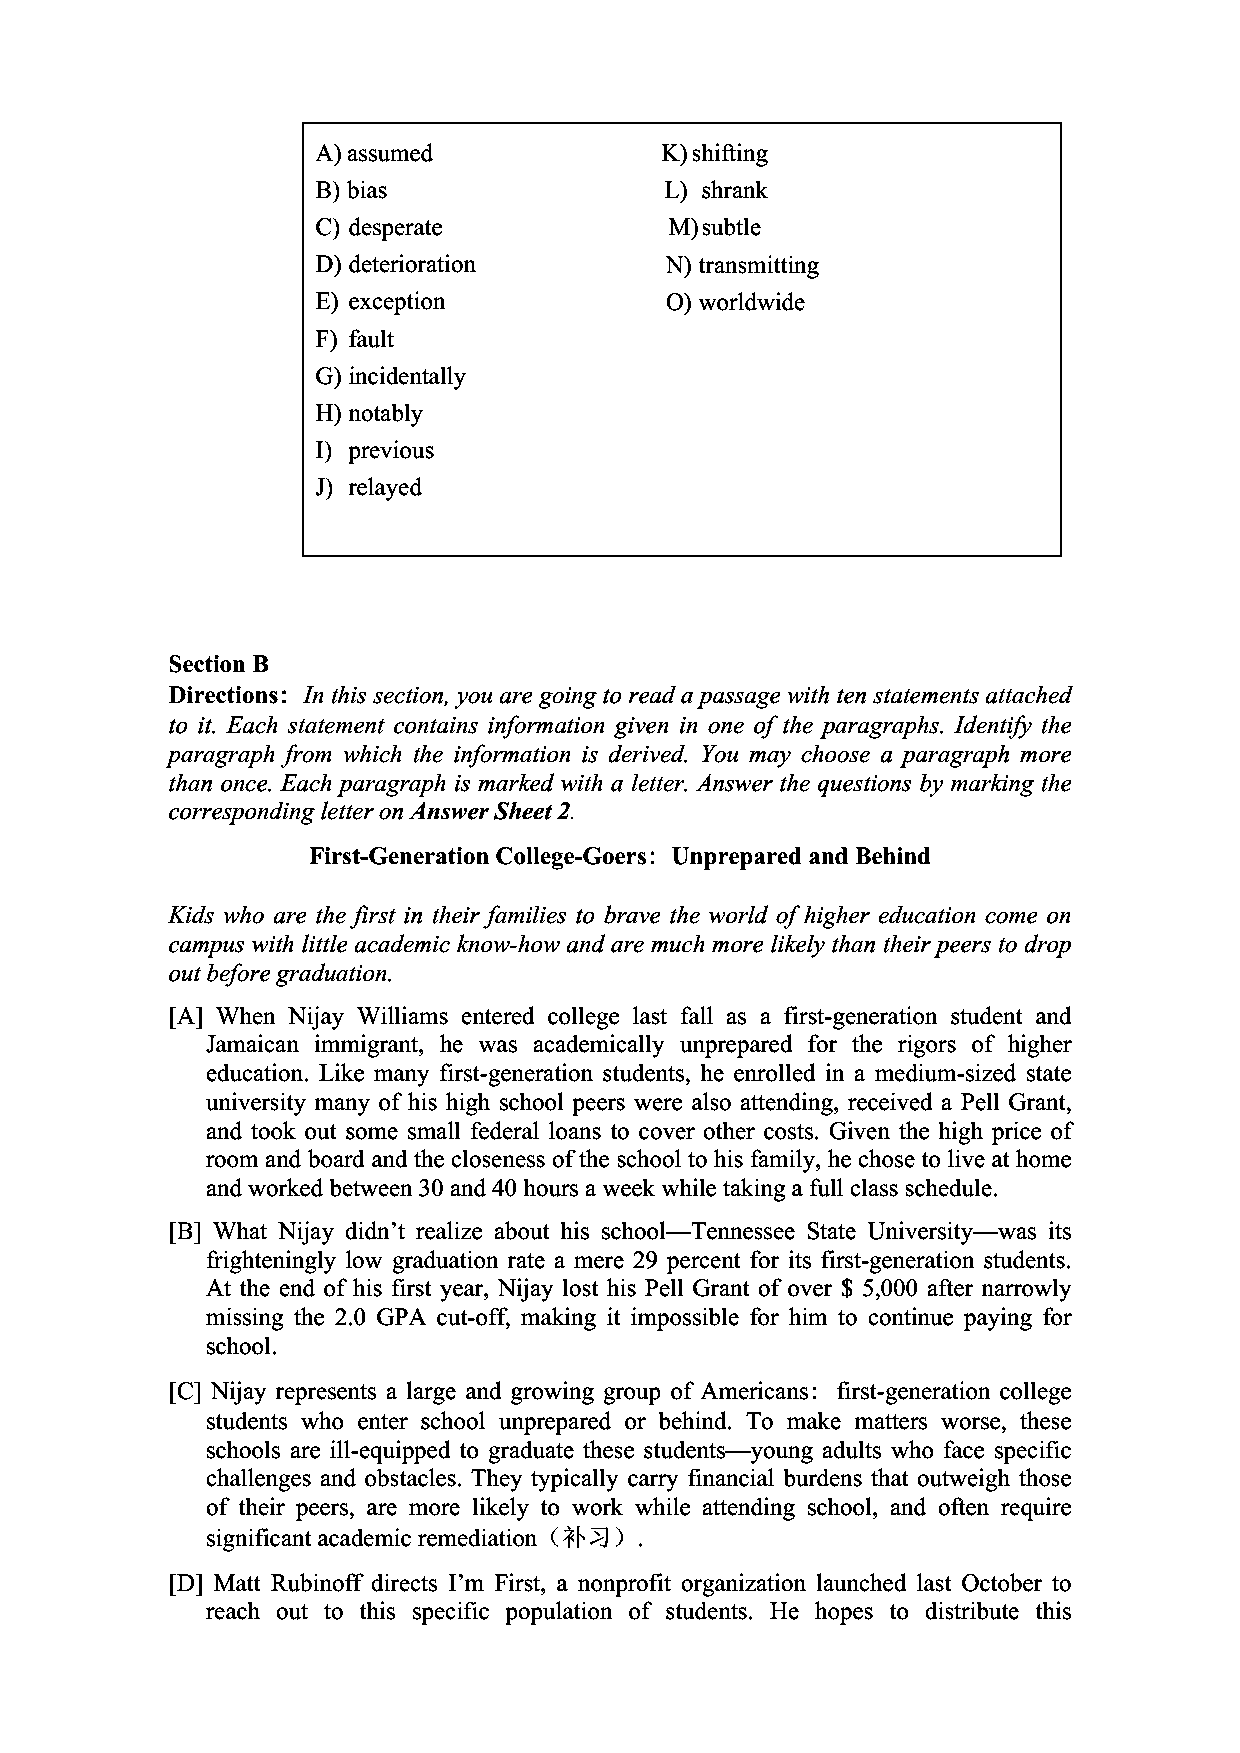 A) assumed
B) bias
C) desperate
D) deterioration
E) exception
F) fault
G) incidentally
H) notably
I) previous
J) relayed
K) shifting
L) shrank
M) subtle
N) transmitting
O) worldwide
Section B
Directions： In this section, you are going to read a passage with ten statements attached
to it. Each statement contains information given in one of the paragraphs. Identify the
paragraph from which the information is derived. You may choose a paragraph more
than once. Each paragraph is marked with a letter. Answer the questions by marking the
corresponding letter on Answer Sheet 2.
First-Generation College-Goers： Unprepared and Behind
Kids who are the first in their families to brave the world of higher education come on
campus with little academic know-how and are much more likely than their peers to drop
out before graduation.
[A] When Nijay Williams entered college last fall as a first-generation student and
Jamaican immigrant, he was academically unprepared for the rigors of higher
education. Like many first-generation students, he enrolled in a medium-sized state
university many of his high school peers were also attending, received a Pell Grant,
and took out some small federal loans to cover other costs. Given the high price of
room and board and the closeness of the school to his family, he chose to live at home
and worked between 30 and 40 hours a week while taking a full class schedule.
[B] What Nijay didn’t realize about his school—Tennessee State University—was its
frighteningly low graduation rate a mere 29 percent for its first-generation students.
At the end of his first year, Nijay lost his Pell Grant of over $ 5,000 after narrowly
missing the 2.0 GPA cut-off, making it impossible for him to continue paying for
school.
[C] Nijay represents a large and growing group of Americans： first-generation college
students who enter school unprepared or behind. To make matters worse, these
schools are ill-equipped to graduate these students—young adults who face specific
challenges and obstacles. They typically carry financial burdens that outweigh those
of their peers, are more likely to work while attending school, and often require
significant academic remediation（补习）.
[D] Matt Rubinoff directs I’m First, a nonprofit organization launched last October to
reach out to this specific population of students. He hopes to distribute this